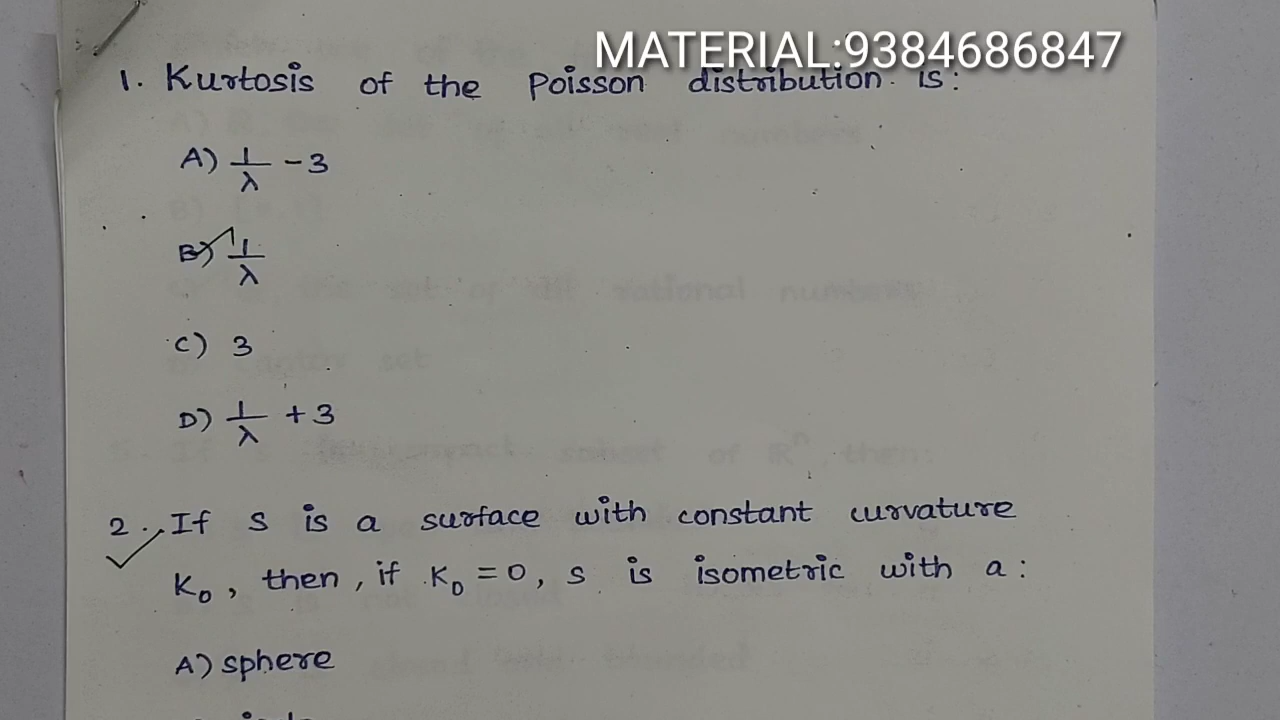 MATERIAL:9384686847
1. Kurtosis of the Poisson distribution is:
A) 1/λ - 3
B) 1/λ
C) 3
D) 1/λ + 3
2. If S is a surface with constant curvature
K₀, then, if K₀ = 0, S is isometric with a:
A) sphere